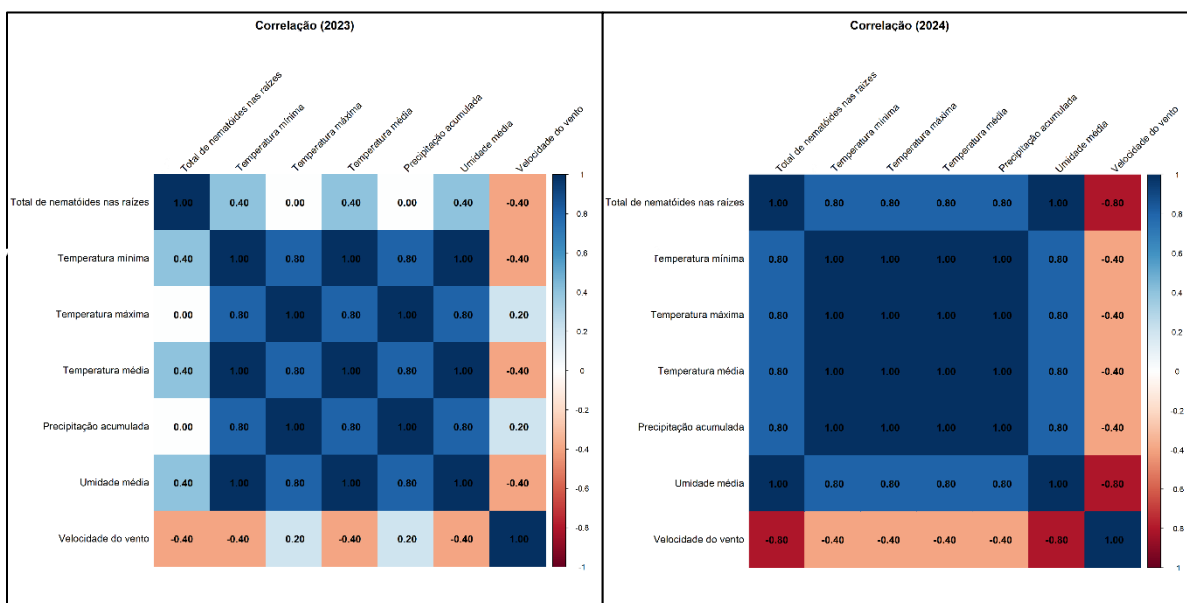 Correlação (2023)
Total de nematóides nas raízes
Temperatura mínima
Temperatura máxima
Temperatura média
Precipitação acumulada
Umidade média
Velocidade do vento
Total de nematóides nas raízes 1.00 0.40 0.00 0.40 0.00 0.40 -0.40
Temperatura mínima 0.40 1.00 0.80 1.00 0.80 1.00 -0.40
Temperatura máxima 0.00 0.80 1.00 0.80 1.00 0.80 0.20
Temperatura média 0.40 1.00 0.80 1.00 0.80 1.00 -0.40
Precipitação acumulada 0.00 0.80 1.00 0.80 1.00 0.80 0.20
Umidade média 0.40 1.00 0.80 1.00 0.80 1.00 -0.40
Velocidade do vento -0.40 -0.40 0.20 -0.40 0.20 -0.40 1.00
1
0.8
0.6
0.4
0.2
0
-0.2
-0.4
-0.6
-0.8
-1
Correlação (2024)
Total de nematóides nas raizes
Temperatura mínima
Temperatura máxima
Temperatura média
Precipitação acumulada
Umidade média
Velocidade do vento
Total de nematóides nas raízes 1.00 0.80 0.80 0.80 0.80 1.00 -0.80
Temperatura mínima 0.80 1.00 1.00 1.00 1.00 0.80 -0.40
Temperatura máxima 0.80 1.00 1.00 1.00 1.00 0.80 -0.40
Temperatura média 0.80 1.00 1.00 1.00 1.00 0.80 -0.40
Precipitação acumulada 0.80 1.00 1.00 1.00 1.00 0.80 -0.40
Umidade média 1.00 0.80 0.80 0.80 0.80 1.00 -0.80
Velocidade do vento -0.80 -0.40 -0.40 -0.40 -0.40 -0.80 1.00
1
0.8
0.6
0.4
0.2
0
-0.2
-0.4
-0.6
-0.8
-1